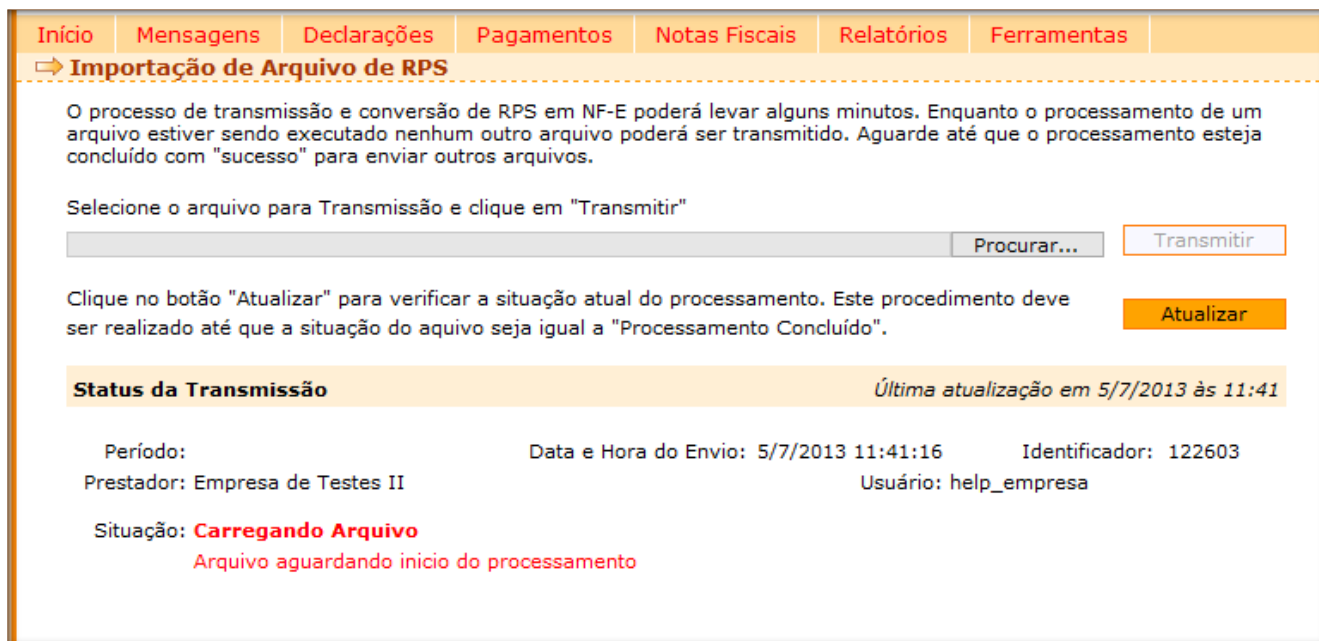 Início Mensagens Declarações Pagamentos Notas Fiscais Relatórios Ferramentas
Importação de Arquivo de RPS
O processo de transmissão e conversão de RPS em NF-E poderá levar alguns minutos. Enquanto o processamento de um
arquivo estiver sendo executado nenhum outro arquivo poderá ser transmitido. Aguarde até que o processamento esteja
concluído com "sucesso" para enviar outros arquivos.
Selecione o arquivo para Transmissão e clique em "Transmitir"
Procurar... Transmitir
Clique no botão "Atualizar" para verificar a situação atual do processamento. Este procedimento deve
ser realizado até que a situação do aquivo seja igual a "Processamento Concluído".
Atualizar
Status da Transmissão Última atualização em 5/7/2013 às 11:41
Período: Data e Hora do Envio: 5/7/2013 11:41:16 Identificador: 122603
Prestador: Empresa de Testes II Usuário: help_empresa
Situação: Carregando Arquivo
Arquivo aguardando inicio do processamento